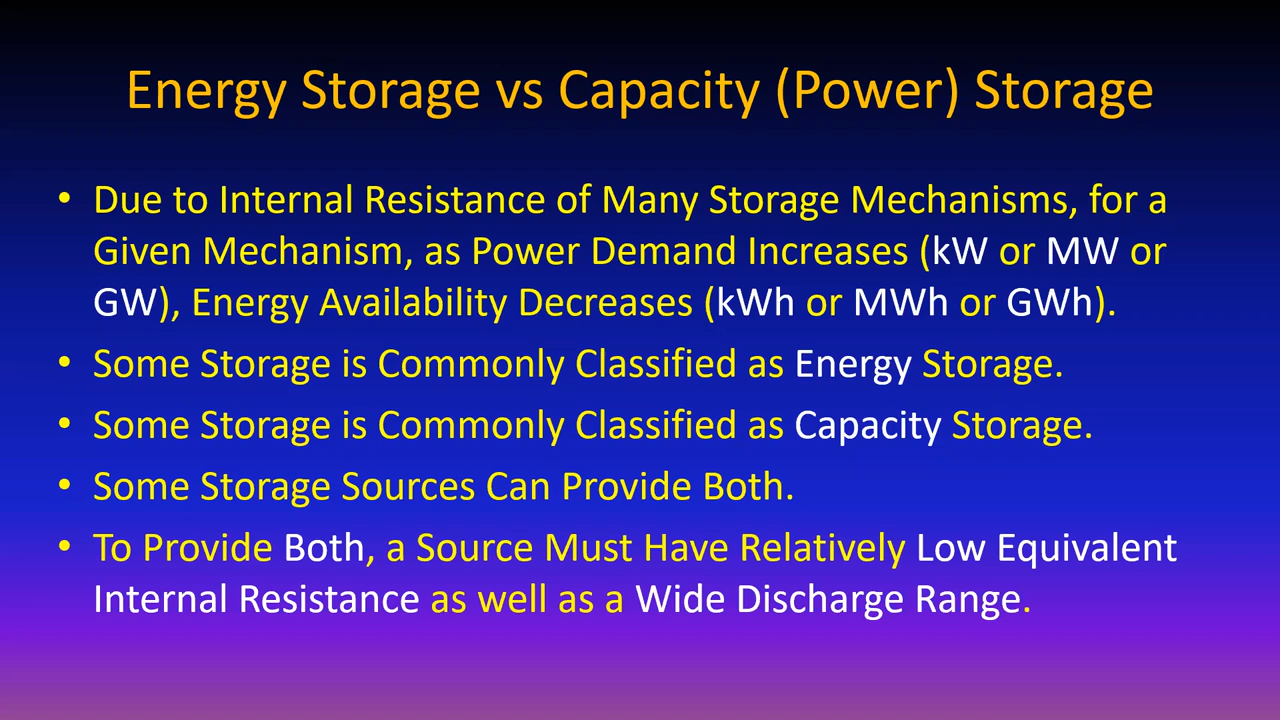 Energy Storage vs Capacity (Power) Storage
• Due to Internal Resistance of Many Storage Mechanisms, for a
Given Mechanism, as Power Demand Increases (kW or MW or
GW), Energy Availability Decreases (kWh or MWh or GWh).
• Some Storage is Commonly Classified as Energy Storage.
• Some Storage is Commonly Classified as Capacity Storage.
• Some Storage Sources Can Provide Both.
• To Provide Both, a Source Must Have Relatively Low Equivalent
Internal Resistance as well as a Wide Discharge Range.